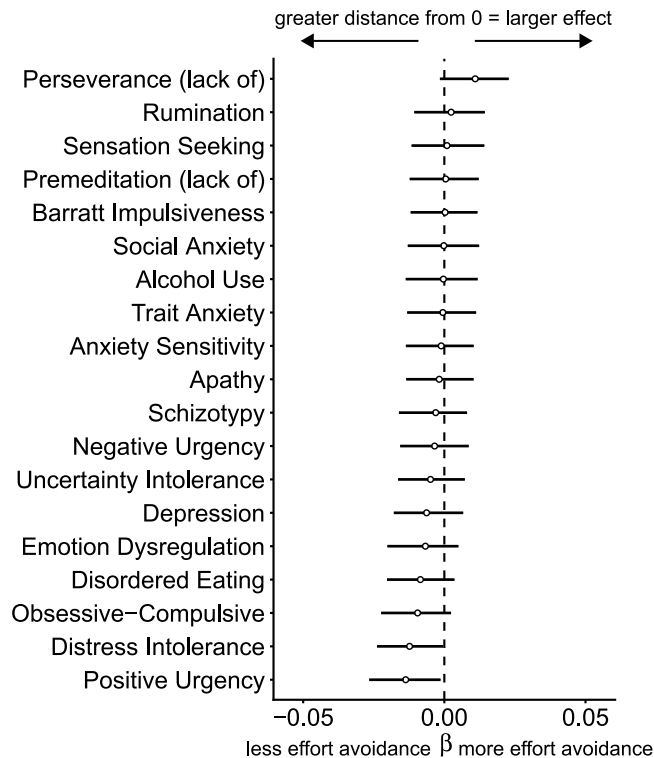 greater distance from 0 = larger effect
Perseverance (lack of)
Rumination
Sensation Seeking
Premeditation (lack of)
Barratt Impulsiveness
Social Anxiety
Alcohol Use
Trait Anxiety
Anxiety Sensitivity
Apathy
Schizotypy
Negative Urgency
Uncertainty Intolerance
Depression
Emotion Dysregulation
Disordered Eating
Obsessive−Compulsive
Distress Intolerance
Positive Urgency
−0.05 0.00 0.05
less effort avoidance β more effort avoidance